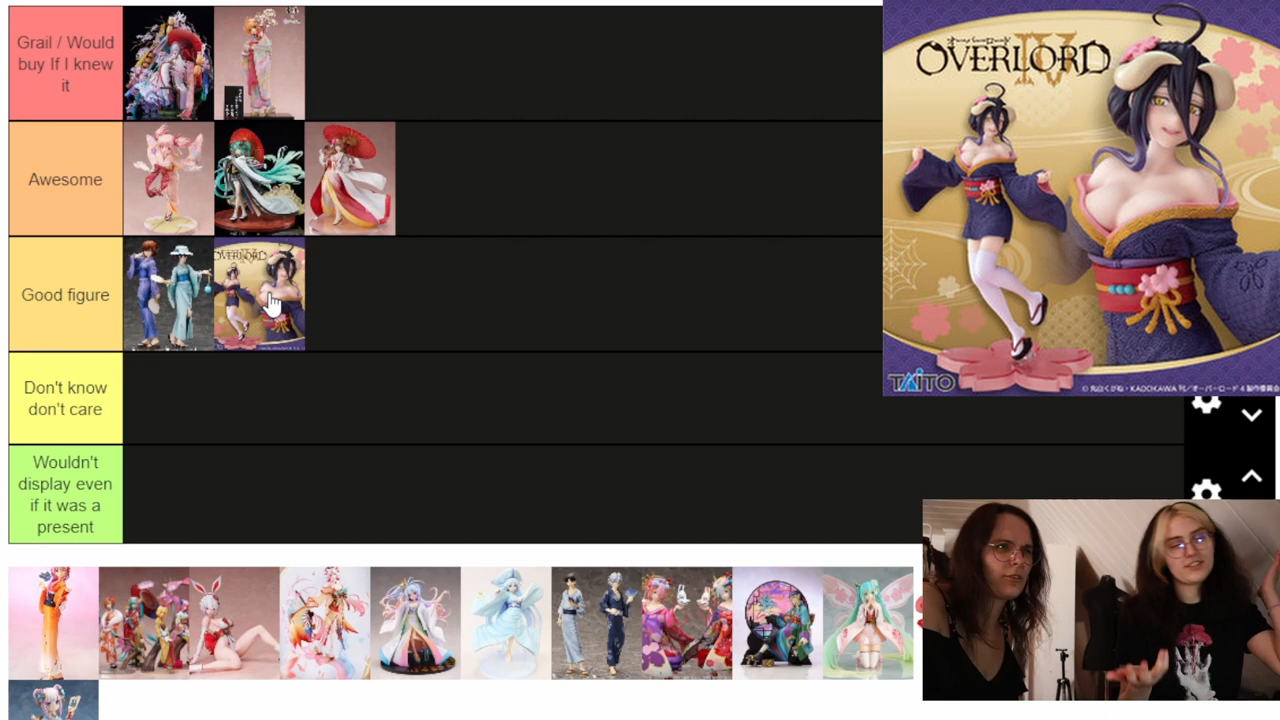 Grail / Would
buy If I knew
it
Awesome
Good figure
Don't know
don't care
Wouldn't
display even
if it was a
present
OVERLORD
IV
TAITO
OVERLORD